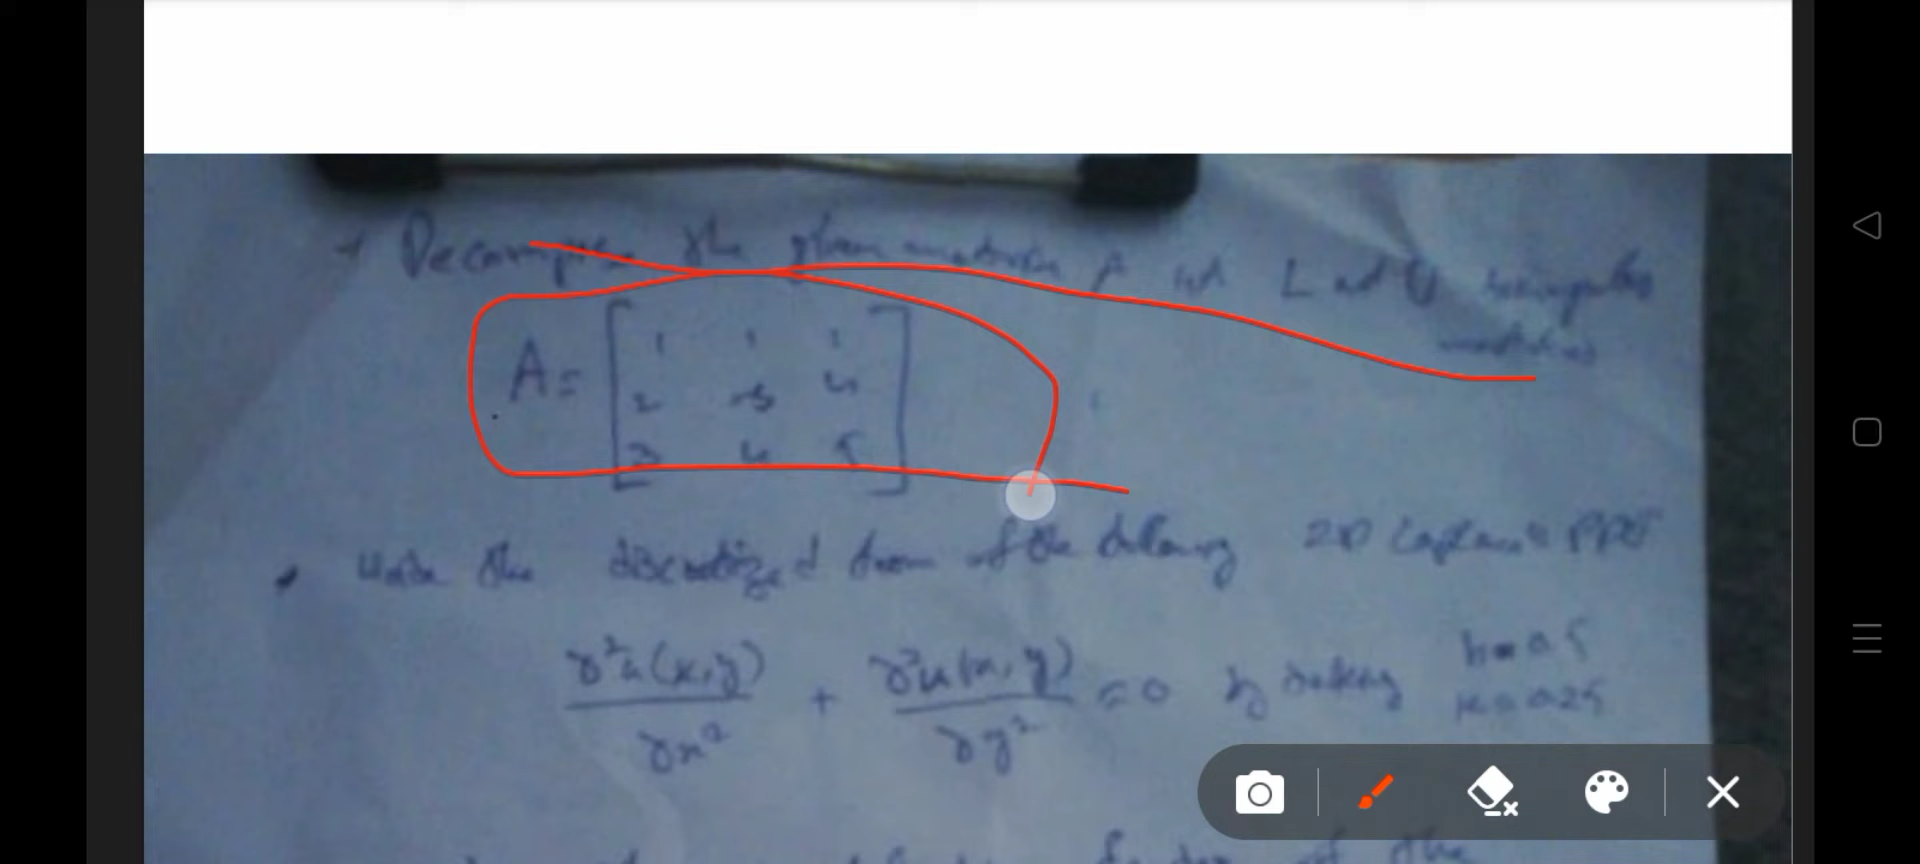 Decompose the given matrix A into L and U triangular
matrices
A = [ 1 1 1
2 -3 4
3 4 5 ]
Write the discretized form of the following 2D Laplace's PDE
∂²u(x,y)/∂x² + ∂²u(x,y)/∂y² = 0 by taking h = 0.5
k = 0.25
of the